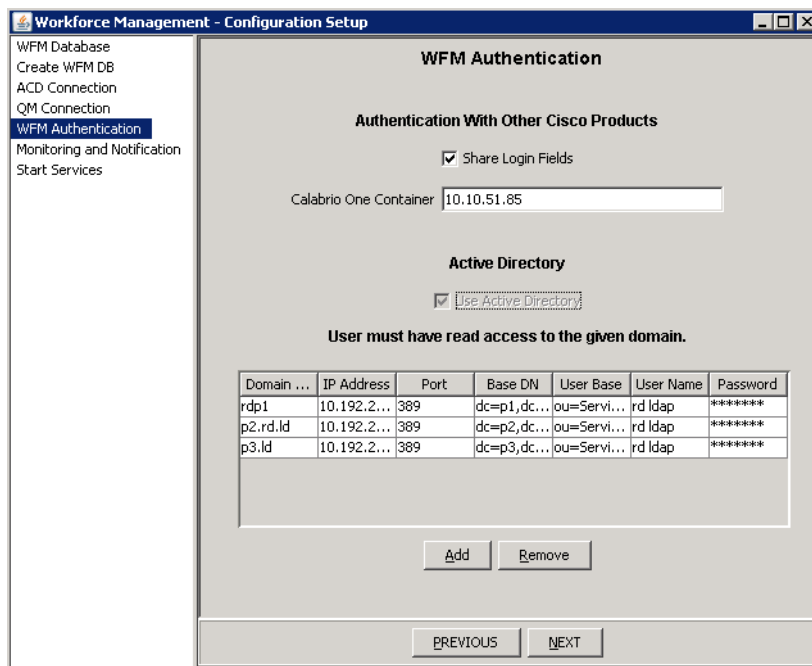 Workforce Management - Configuration Setup
WFM Database
Create WFM DB
ACD Connection
QM Connection
WFM Authentication
Monitoring and Notification
Start Services
WFM Authentication
Authentication With Other Cisco Products
Share Login Fields
Calabrio One Container 10.10.51.85
Active Directory
Use Active Directory
User must have read access to the given domain.
Domain ... IP Address Port Base DN User Base User Name Password
rdp1 10.192.2... 389 dc=p1,dc... ou=Servi... rd ldap *******
p2.rd.ld 10.192.2... 389 dc=p2,dc... ou=Servi... rd ldap *******
p3.ld 10.192.2... 389 dc=p3,dc... ou=Servi... rd ldap *******
Add Remove
PREVIOUS NEXT